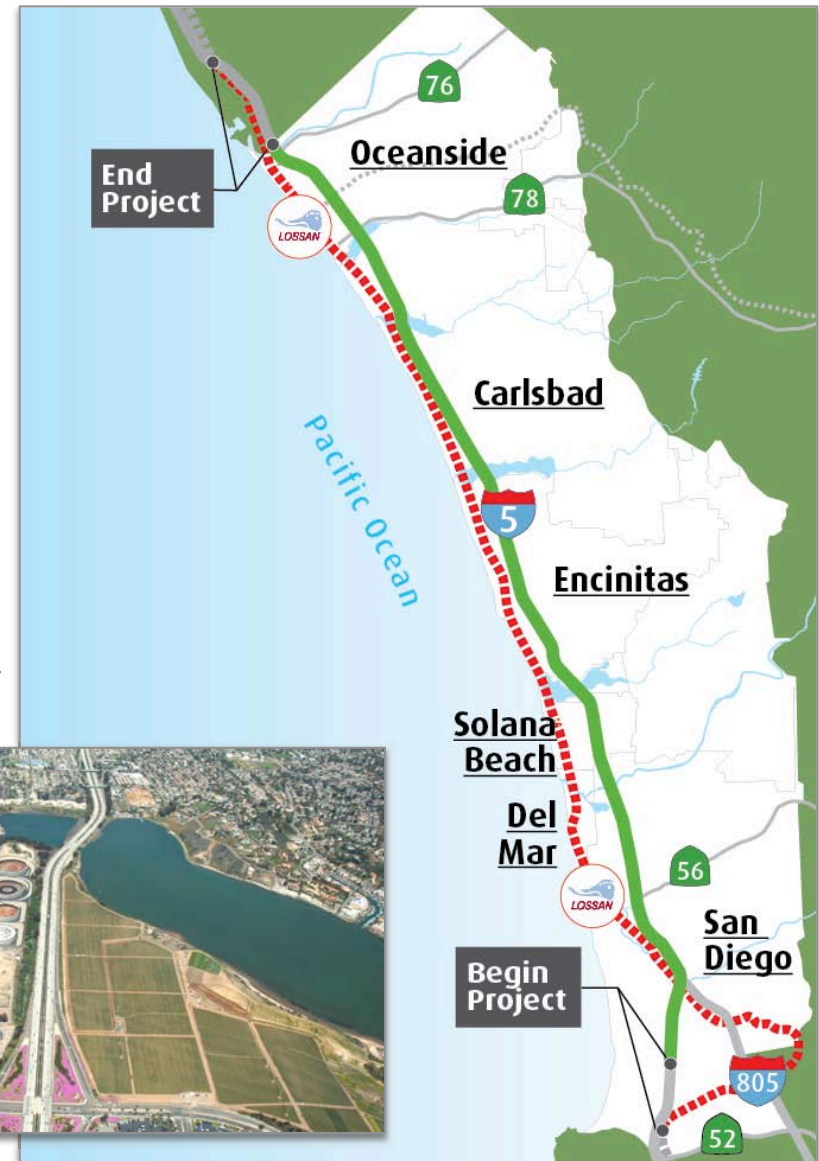 76
Oceanside
End
Project
78
LOSSAN
Carlsbad
Pacific Ocean
5
Encinitas
Solana
Beach
Del
Mar
56
LOSSAN
San
Diego
Begin
Project
805
52